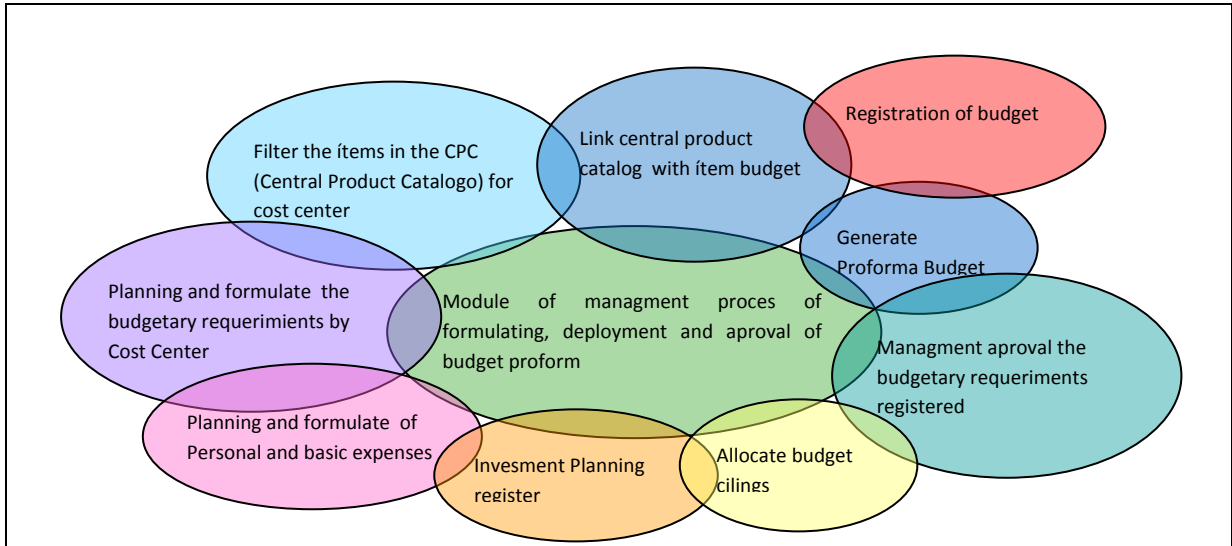 Filter the ítems in the CPC
(Central Product Catalogo) for
cost center
Link central product
catalog with ítem budget
Registration of budget
Generate
Proforma Budget
Planning and formulate the
budgetary requerimients by
Cost Center
Module of managment proces of
formulating, deployment and aproval of
budget proform
Managment aproval the
budgetary requeriments
registered
Planning and formulate of
Personal and basic expenses
Invesment Planning
register
Allocate budget
cilings